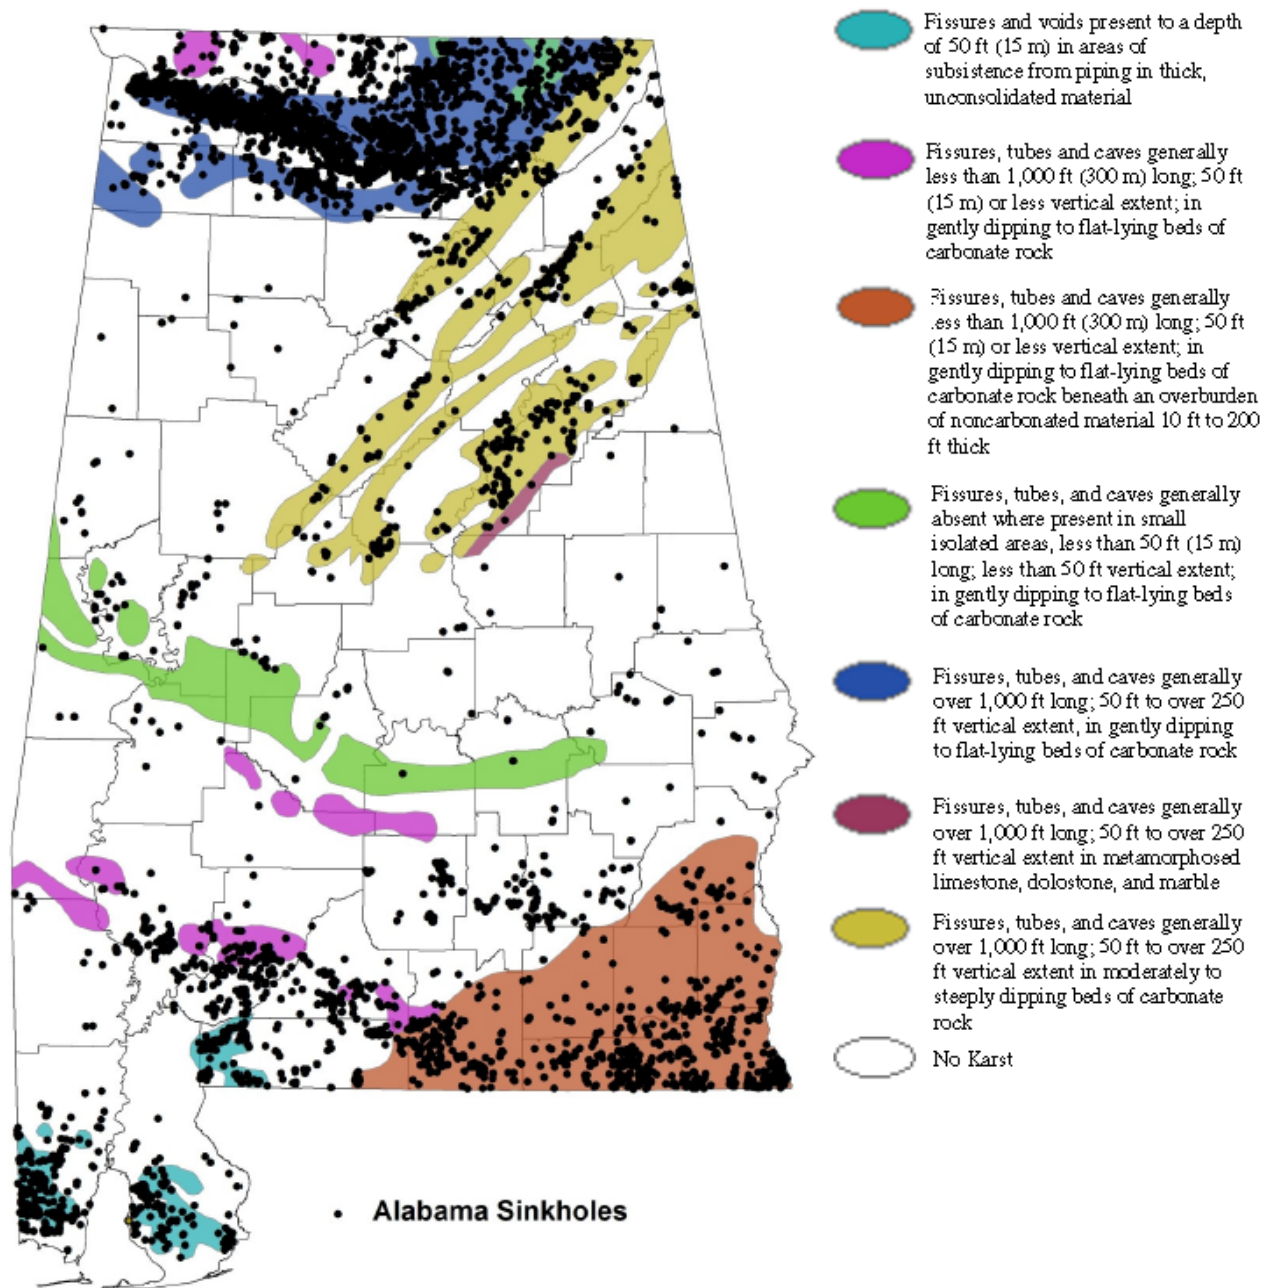 Fissures and voids present to a depth
of 50 ft (15 m) in areas of
subsistence from piping in thick,
unconsolidated material
Fissures, tubes and caves generally
less than 1,000 ft (300 m) long; 50 ft
(15 m) or less vertical extent; in
gently dipping to flat-lying beds of
carbonate rock
Fissures, tubes and caves generally
less than 1,000 ft (300 m) long; 50 ft
(15 m) or less vertical extent; in
gently dipping to flat-lying beds of
carbonate rock beneath an overburden
of noncarbonated material 10 ft to 200
ft thick
Fissures, tubes, and caves generally
absent where present in small
isolated areas, less than 50 ft (15 m)
long; less than 50 ft vertical extent;
in gently dipping to flat-lying beds
of carbonate rock
Fissures, tubes, and caves generally
over 1,000 ft long; 50 ft to over 250
ft vertical extent, in gently dipping
to flat-lying beds of carbonate rock
Fissures, tubes, and caves generally
over 1,000 ft long; 50 ft to over 250
ft vertical extent in metamorphosed
limestone, dolostone, and marble
Fissures, tubes, and caves generally
over 1,000 ft long; 50 ft to over 250
ft vertical extent in moderately to
steeply dipping beds of carbonate
rock
No Karst
Alabama Sinkholes